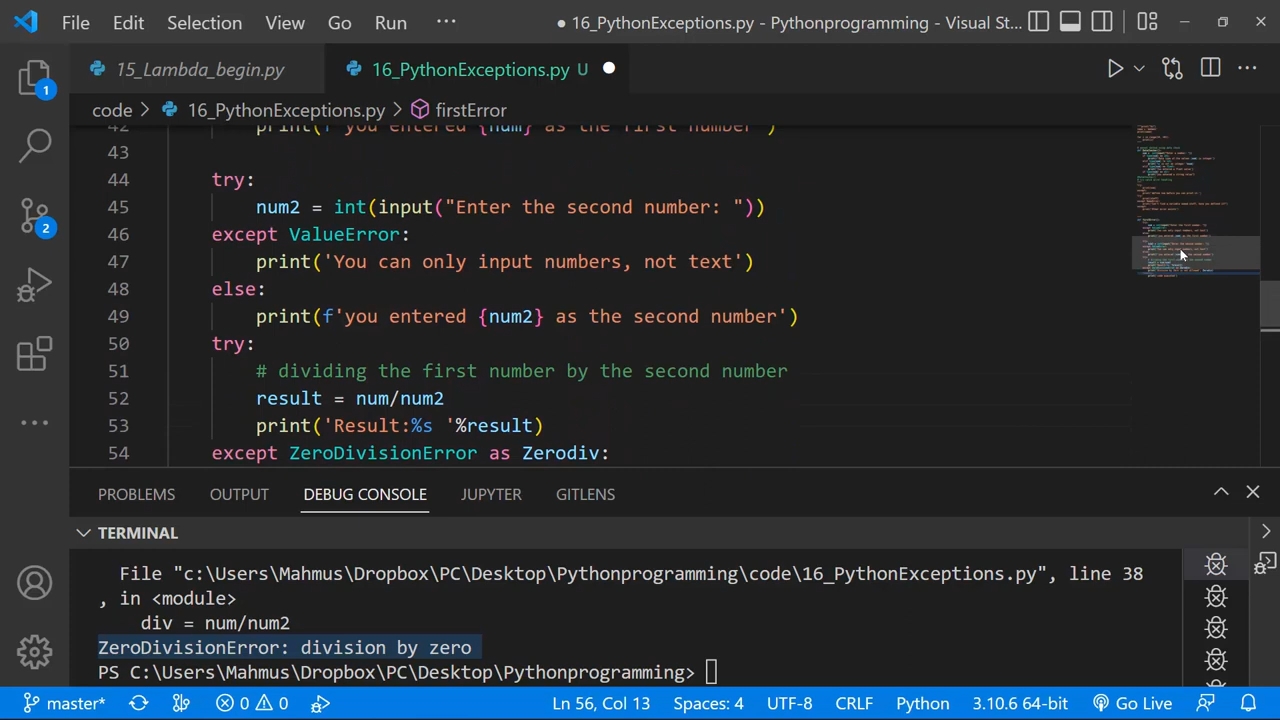 File Edit Selection View Go Run ··· ● 16_PythonExceptions.py - Pythonprogramming - Visual St...
15_Lambda_begin.py 16_PythonExceptions.py U
code > 16_PythonExceptions.py > firstError
42 print(f'you entered {num} as the first number')
43
44 try:
45 num2 = int(input("Enter the second number: "))
46 except ValueError:
47 print('You can only input numbers, not text')
48 else:
49 print(f'you entered {num2} as the second number')
50 try:
51 # dividing the first number by the second number
52 result = num/num2
53 print('Result:%s '%result)
54 except ZeroDivisionError as Zerodiv:
PROBLEMS OUTPUT DEBUG CONSOLE JUPYTER GITLENS
TERMINAL
File "c:\Users\Mahmus\Dropbox\PC\Desktop\Pythonprogramming\code\16_PythonExceptions.py", line 38
, in <module>
div = num/num2
ZeroDivisionError: division by zero
PS C:\Users\Mahmus\Dropbox\PC\Desktop\Pythonprogramming>
master* 0 0 Ln 56, Col 13 Spaces: 4 UTF-8 CRLF Python 3.10.6 64-bit Go Live
1
2